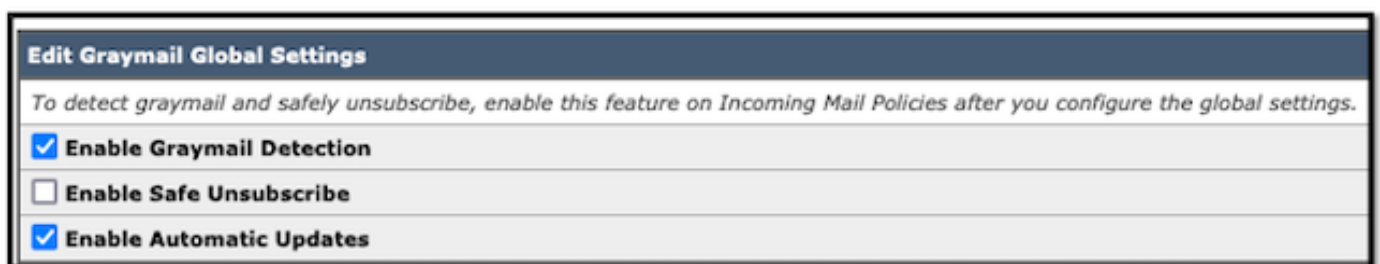 Edit Graymail Global Settings
To detect graymail and safely unsubscribe, enable this feature on Incoming Mail Policies after you configure the global settings.
Enable Graymail Detection
Enable Safe Unsubscribe
Enable Automatic Updates